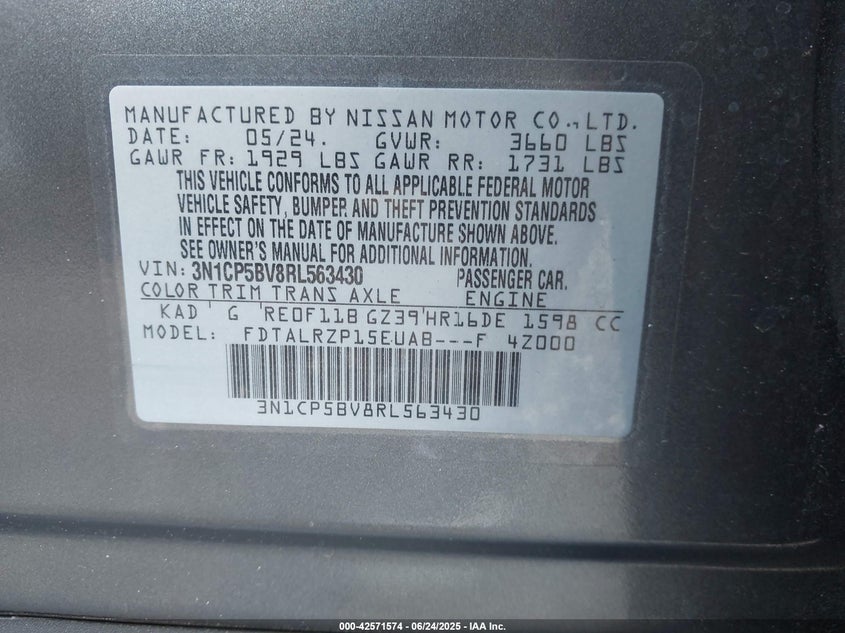 MANUFACTURED BY NISSAN MOTOR CO., LTD.
DATE: 05/24. GVWR: 3660 LBS
GAWR FR: 1929 LBS GAWR RR: 1731 LBS
THIS VEHICLE CONFORMS TO ALL APPLICABLE FEDERAL MOTOR
VEHICLE SAFETY, BUMPER, AND THEFT PREVENTION STANDARDS
IN EFFECT ON THE DATE OF MANUFACTURE SHOWN ABOVE.
SEE OWNER'S MANUAL FOR ADDITIONAL INFORMATION.
VIN: 3N1CP5BV8RL563430 PASSENGER CAR.
COLOR TRIM TRANS AXLE ENGINE
KAD G RE0F11B GZ39 HR16DE 1598 CC
MODEL: FDTALRZP15EUAB---F 4Z000
3N1CP5BV8RL563430
000-42571574 | 06/24/2025 - IAA Inc.